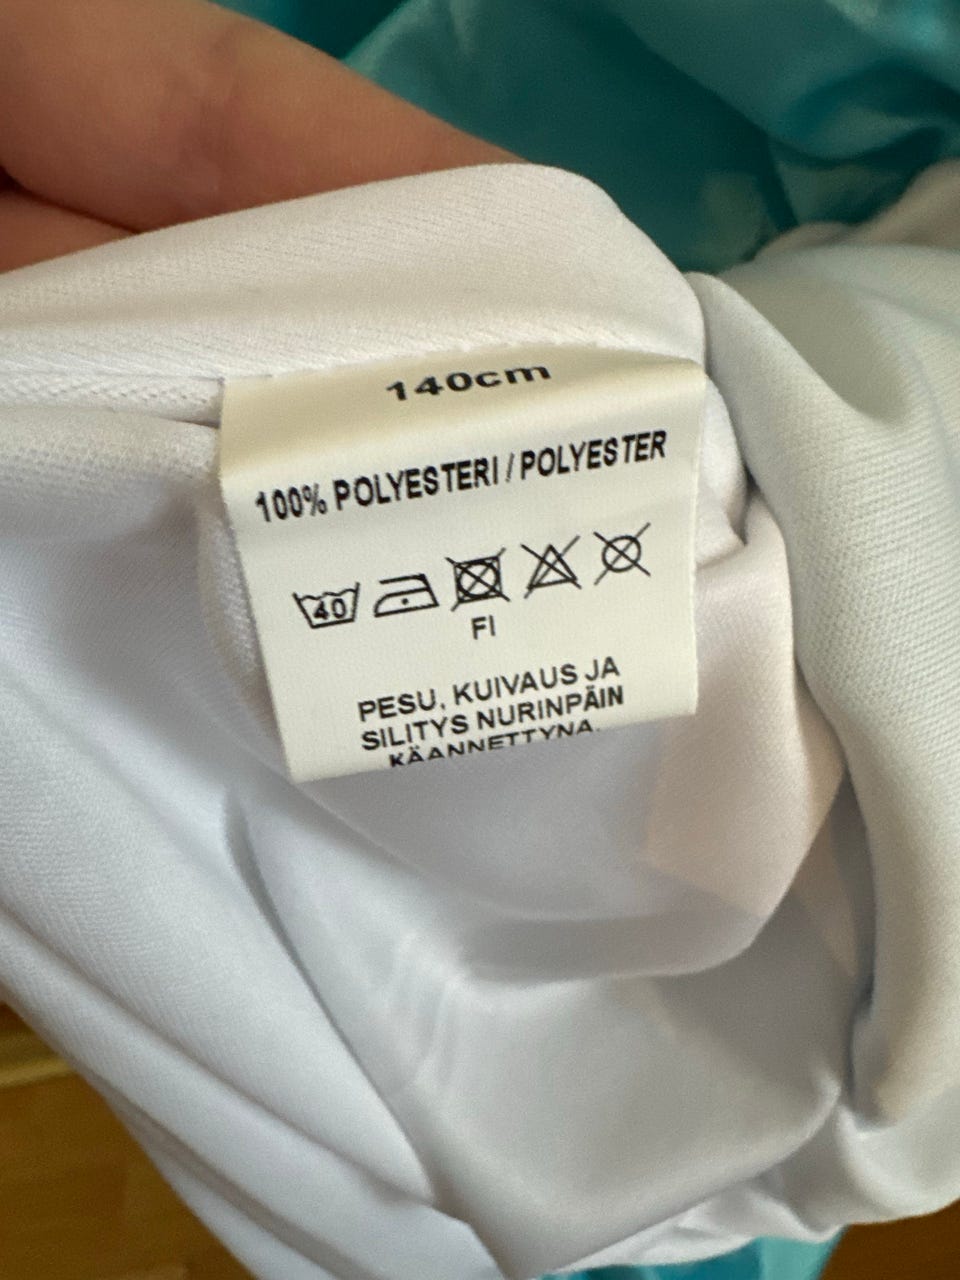 140cm
100% POLYESTERI / POLYESTER
40
FI
PESU, KUIVAUS JA
SILITYS NURINPÄIN
KÄÄNNETTYNÄ.